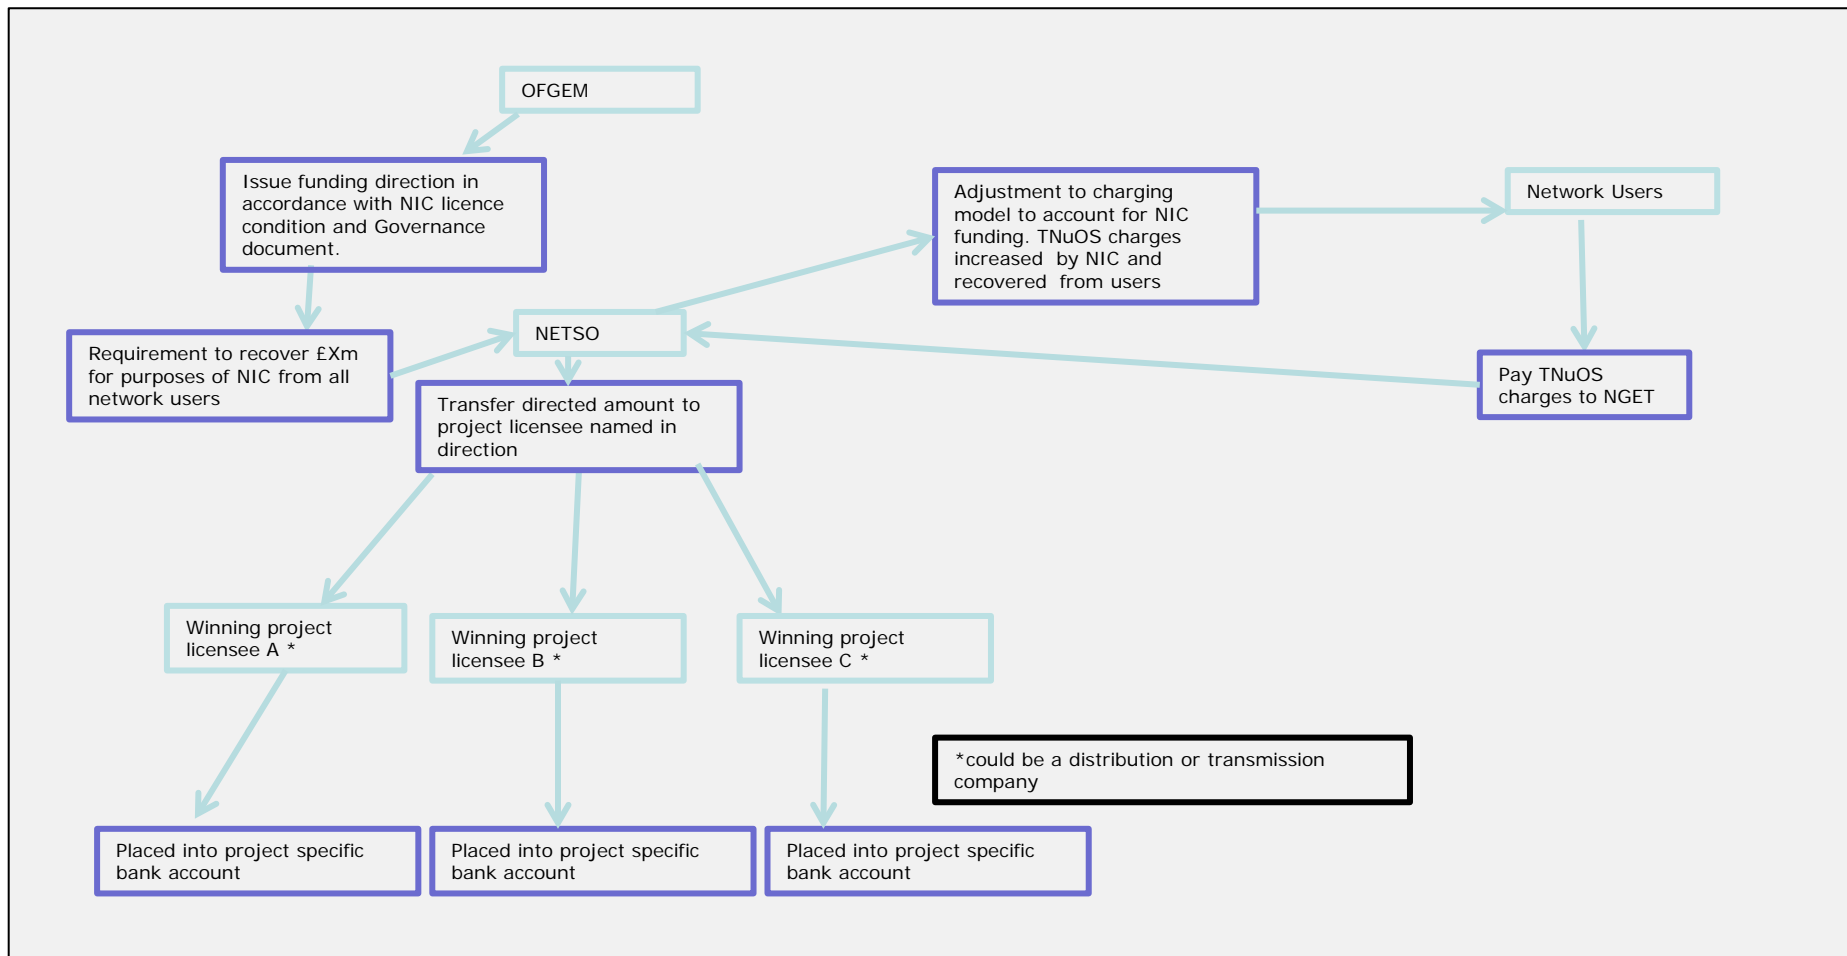 OFGEM
Issue funding direction in
accordance with NIC licence
condition and Governance
document.
Adjustment to charging
model to account for NIC
funding. TNuOS charges
increased  by NIC and
recovered  from users
Network Users
NETSO
Requirement to recover £Xm
for purposes of NIC from all
network users
Pay TNuOS
charges to NGET
Transfer directed amount to
project licensee named in
direction
Winning project
licensee A *
Winning project
licensee B *
Winning project
licensee C *
*could be a distribution or transmission
company
Placed into project specific
bank account
Placed into project specific
bank account
Placed into project specific
bank account